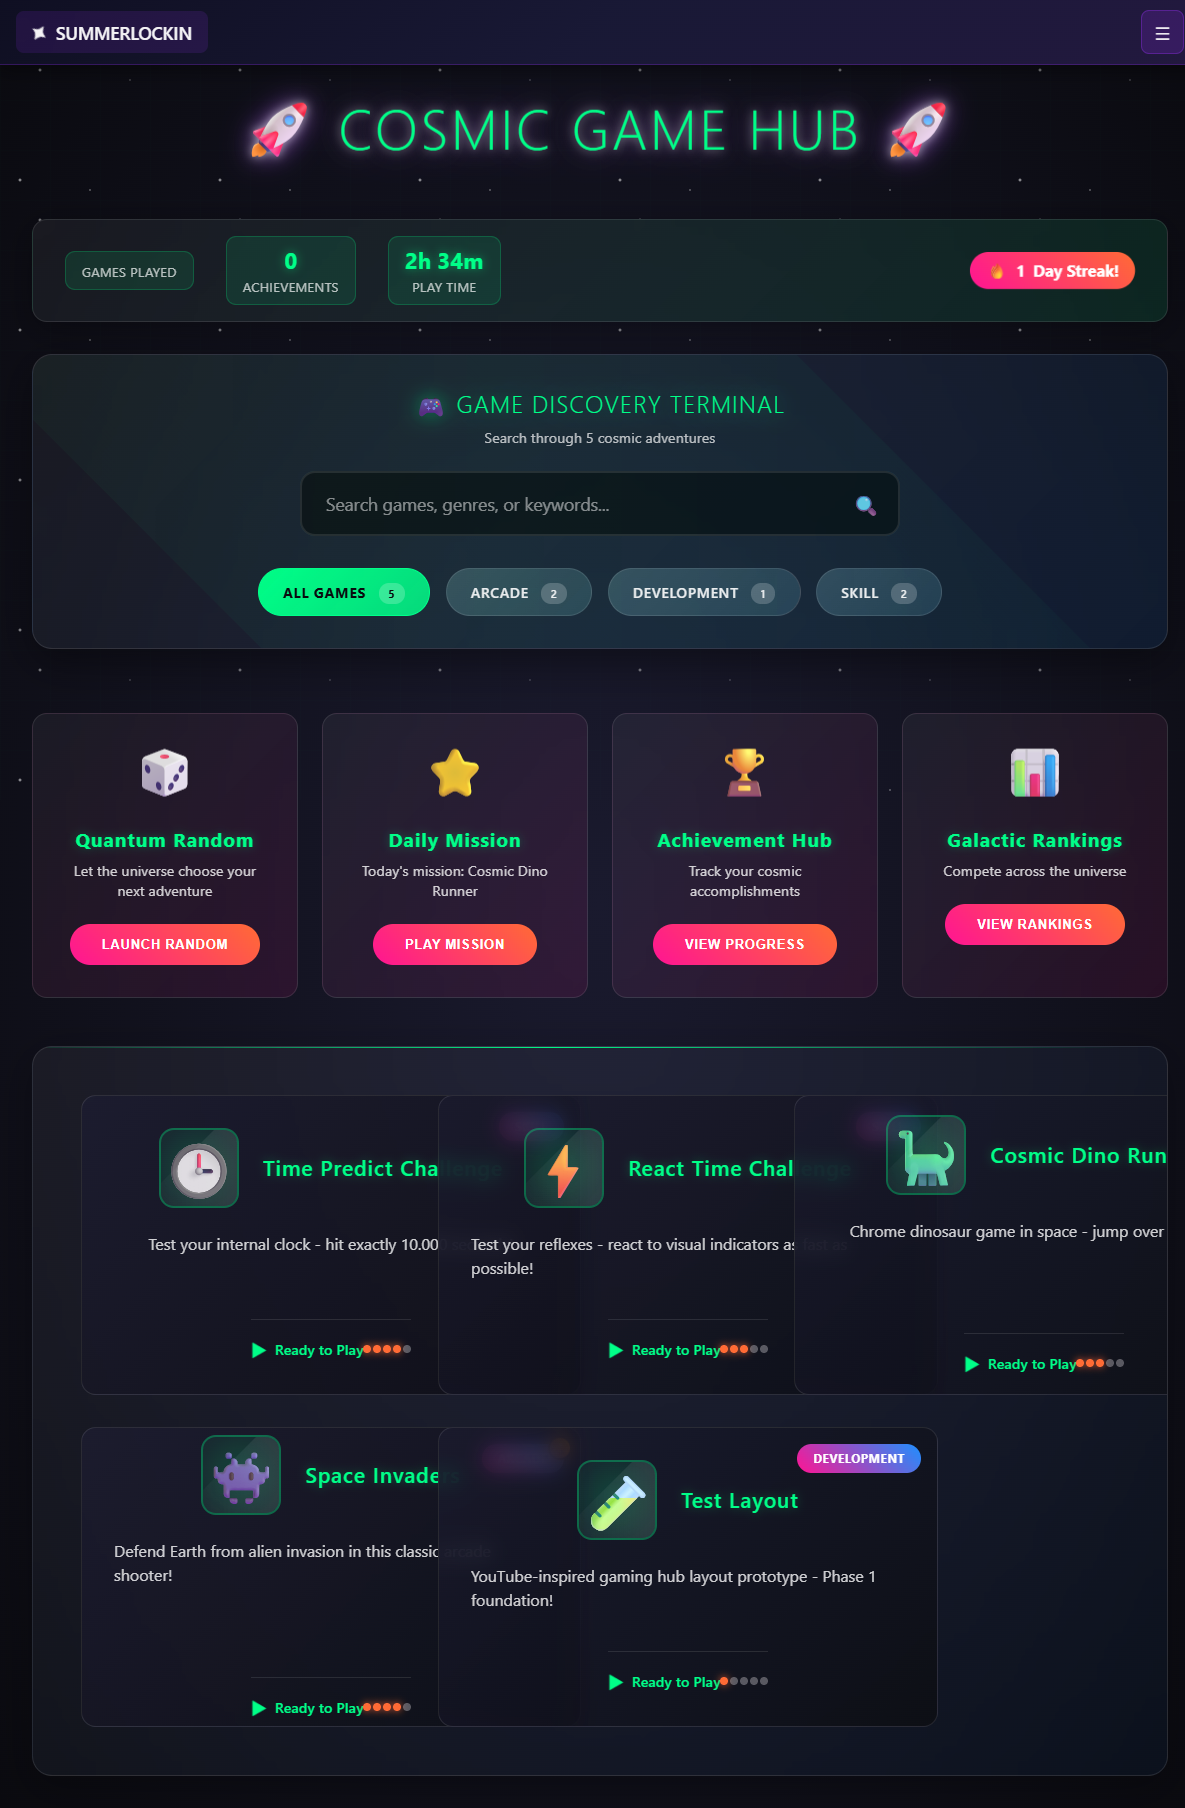 SUMMERLOCKIN
COSMIC GAME HUB
GAMES PLAYED
0
ACHIEVEMENTS
2h 34m
PLAY TIME
1 Day Streak!
GAME DISCOVERY TERMINAL
Search through 5 cosmic adventures
Search games, genres, or keywords...
ALL GAMES 5
ARCADE 2
DEVELOPMENT 1
SKILL 2
Quantum Random
Let the universe choose your
next adventure
LAUNCH RANDOM
Daily Mission
Today's mission: Cosmic Dino
Runner
PLAY MISSION
Achievement Hub
Track your cosmic
accomplishments
VIEW PROGRESS
Galactic Rankings
Compete across the universe
VIEW RANKINGS
Time Predict Challenge
Test your internal clock - hit exactly 10.00
Ready to Play
React Time Challenge
Test your reflexes - react to visual indicators as fast as
possible!
Ready to Play
Cosmic Dino Run
Chrome dinosaur game in space - jump over
Ready to Play
Space Invaders
Defend Earth from alien invasion in this classic arcade
shooter!
Ready to Play
DEVELOPMENT
Test Layout
YouTube-inspired gaming hub layout prototype - Phase 1
foundation!
Ready to Play